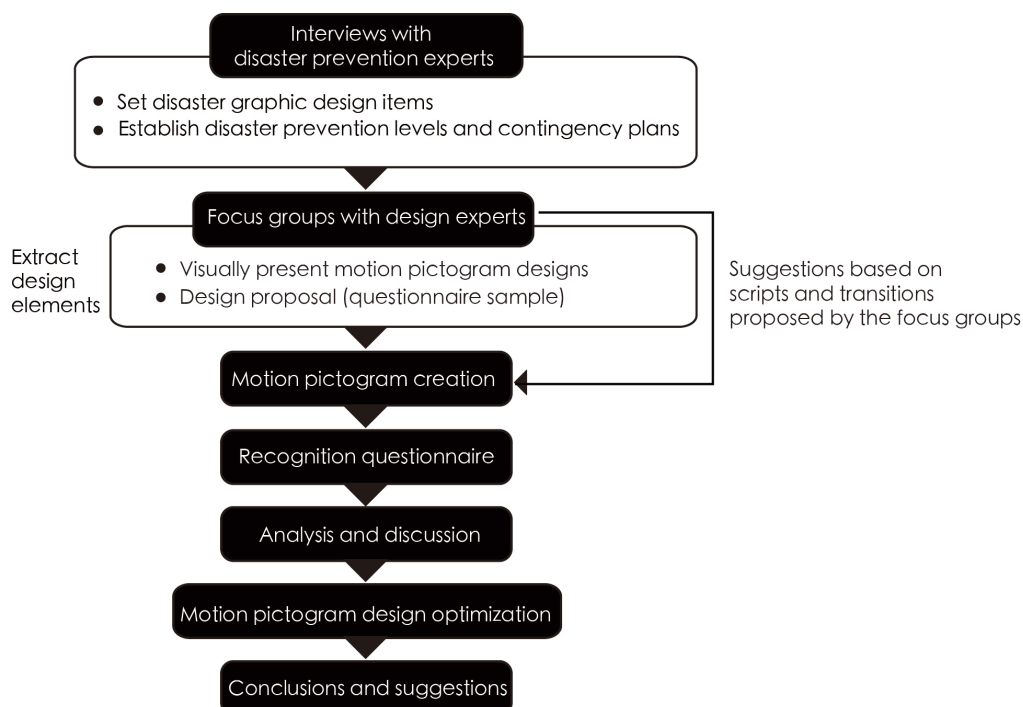 Interviews with
disaster prevention experts
● Set disaster graphic design items
● Establish disaster prevention levels and contingency plans
Focus groups with design experts
Extract
design
elements
● Visually present motion pictogram designs
● Design proposal (questionnaire sample)
Suggestions based on
scripts and transitions
proposed by the focus groups
Motion pictogram creation
Recognition questionnaire
Analysis and discussion
Motion pictogram design optimization
Conclusions and suggestions